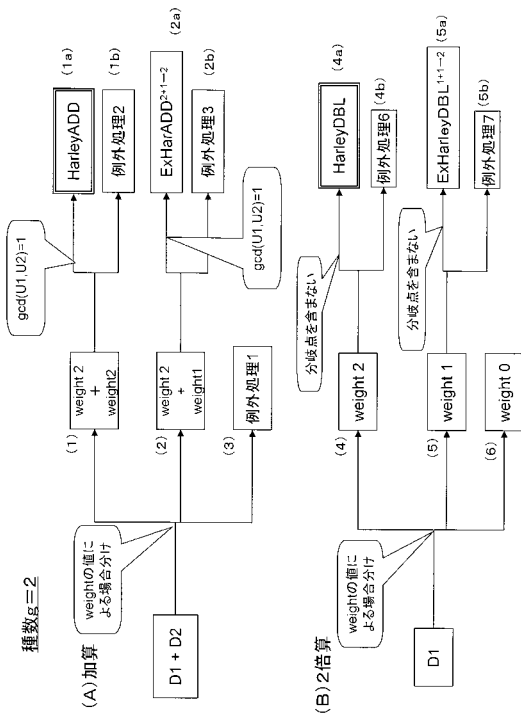 種数g=2
(A)加算
D1 + D2
weightの値に
よる場合分け
(1)
weight 2
+
weight2
gcd(U1,U2)=1
HarleyADD
(1a)
例外処理2
(1b)
(2)
weight 2
+
weight1
gcd(U1,U2)=1
ExHarADD2+1→2
(2a)
例外処理3
(2b)
(3)
例外処理1
(B)2倍算
D1
weightの値に
よる場合分け
(4)
weight 2
分岐点を含まない
HarleyDBL
(4a)
例外処理6
(4b)
(5)
weight 1
分岐点を含まない
ExHarleyDBL1+1→2
(5a)
例外処理7
(5b)
(6)
weight 0